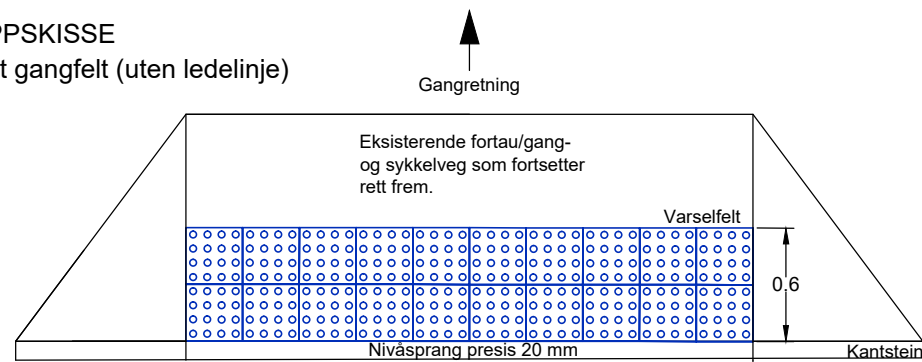 PPSKISSE
t gangfelt (uten ledelinje)
Gangretning
Eksisterende fortau/gang-
og sykkelveg som fortsetter
rett frem.
Varselfelt
0,6
Nivåsprang presis 20 mm
Kantstein